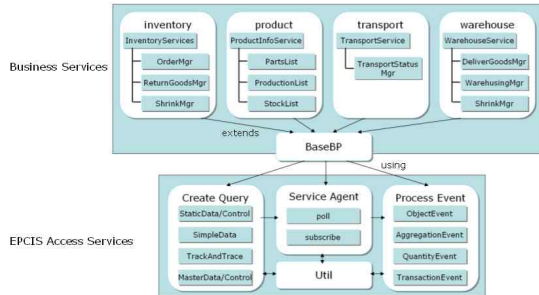 inventory
product
transport
warehouse
InventoryServices
ProductInfoService
TransportService
WarehouseService
OrderMgr
PartsList
TransportStatus
Mgr
DeliverGoodsMgr
Business Services
ReturnGoodsMgr
ProductionList
WarehusingMgr
ShrinkMgr
StockList
ShrinkMgr
extends
BaseBP
using
Create Query
Service Agent
Process Event
StaticData/Control
poll
ObjectEvent
EPCIS Access Services
SimpleData
subscribe
AggregationEvent
TrackAndTrace
QuantityEvent
MasterData/Control
Util
TransactionEvent